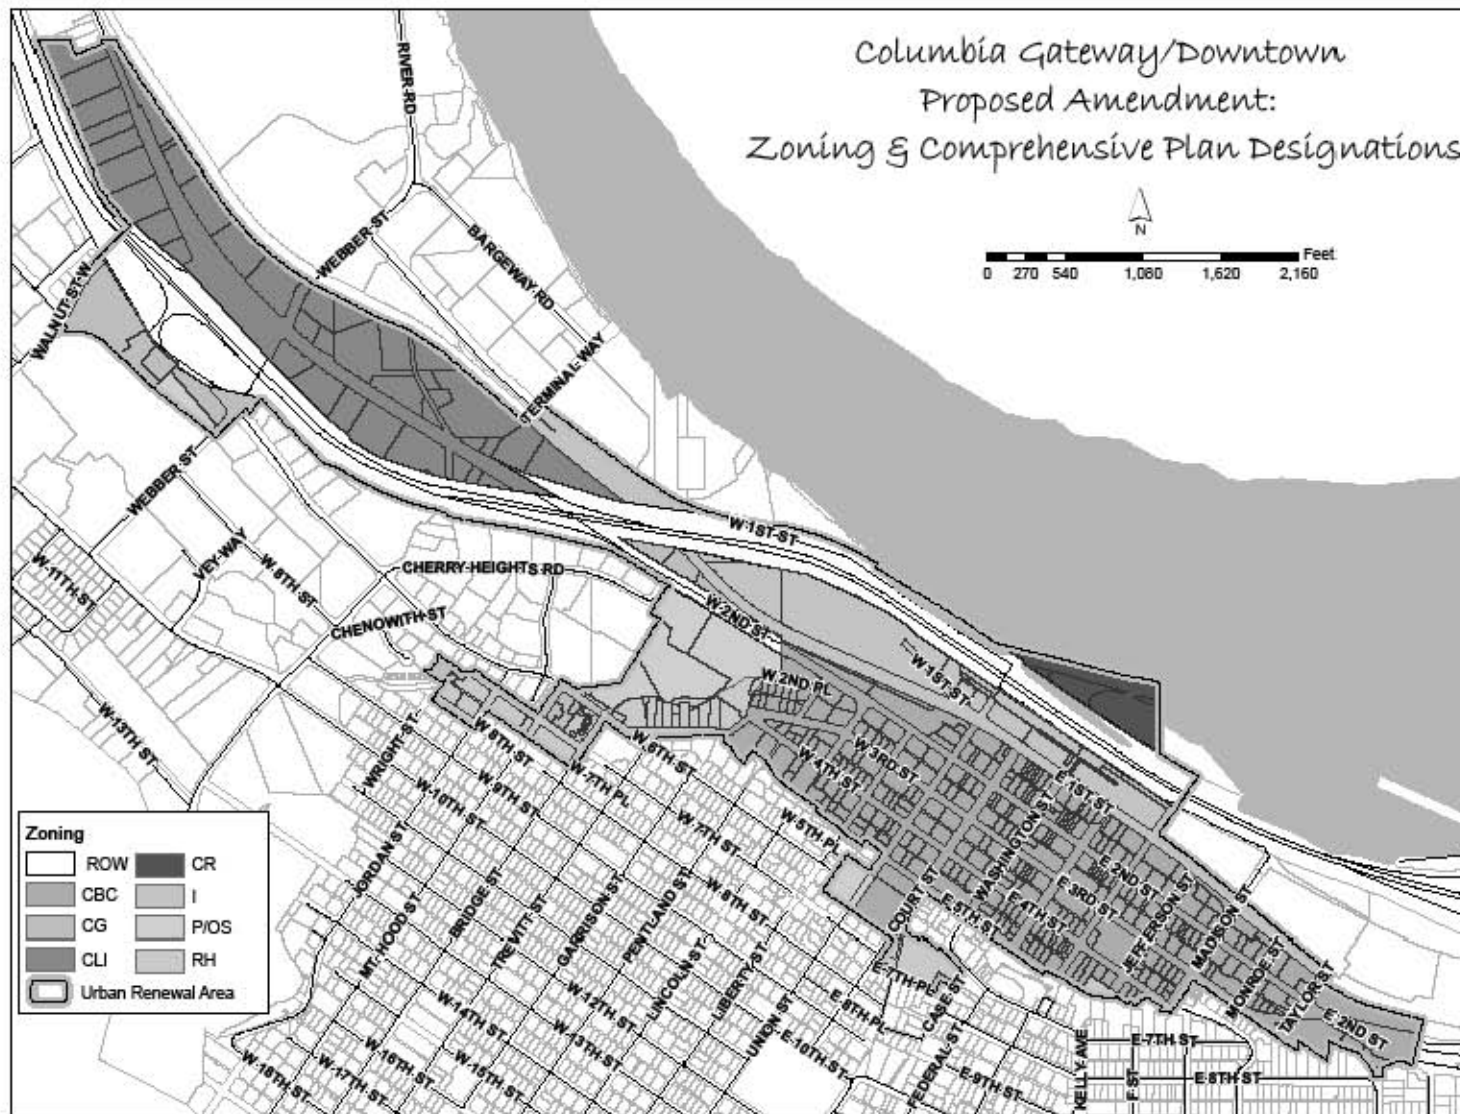 Columbia Gateway/Downtown
Proposed Amendment:
Zoning & Comprehensive Plan Designations
N
Feet
0 270 540 1,080 1,620 2,160
RIVER RD
WEBBER ST
BARGEWAY RD
TERMINAL WAY
WALNUT ST W
WEBBER ST
W 1ST ST
VEY WAY
W 8TH ST
W 11TH ST
CHERRY HEIGHTS RD
CHENOWITH ST
W 2ND ST
W 1ST ST
W 2ND PL
W 13TH ST
WRIGHT ST
W 8TH ST
W 7TH PL
W 6TH ST
W 3RD ST
W 4TH ST
E 1ST ST
W 10TH ST
W 9TH ST
W 7TH ST
W 5TH PL
WASHINGTON ST
E 2ND ST
E 3RD ST
E 4TH ST
E 5TH ST
COURT ST
JEFFERSON ST
MADISON ST
MONROE ST
TAYLOR ST
E 2ND ST
JORDAN ST
MT HOOD ST
BRIDGE ST
TREVITT ST
GARRISON ST
PENTLAND ST
LINCOLN ST
LIBERTY ST
UNION ST
W 8TH ST
E 7TH PL
E 8TH PL
CASE ST
FEDERAL ST
W 14TH ST
W 12TH ST
W 13TH ST
E 10TH ST
E 9TH ST
KELLY AVE
F ST
E 7TH ST
E 8TH ST
W 18TH ST
W 17TH ST
W 16TH ST
W 15TH ST
Zoning
ROW CR
CBC I
CG P/OS
CLI RH
Urban Renewal Area